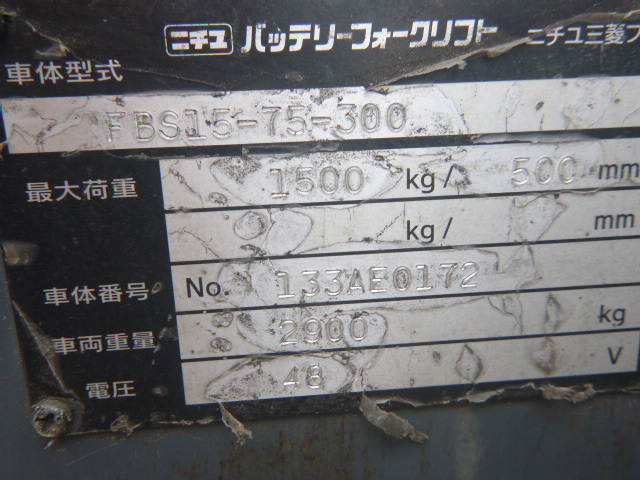 ニチユ バッテリーフォークリフト ニチユ三菱フ
車体型式
FBS15-75-300
最大荷重 1500 kg/ 500 mm
kg/ mm
車体番号 No. 133AE0172
車両重量 2900 kg
電圧 48 V